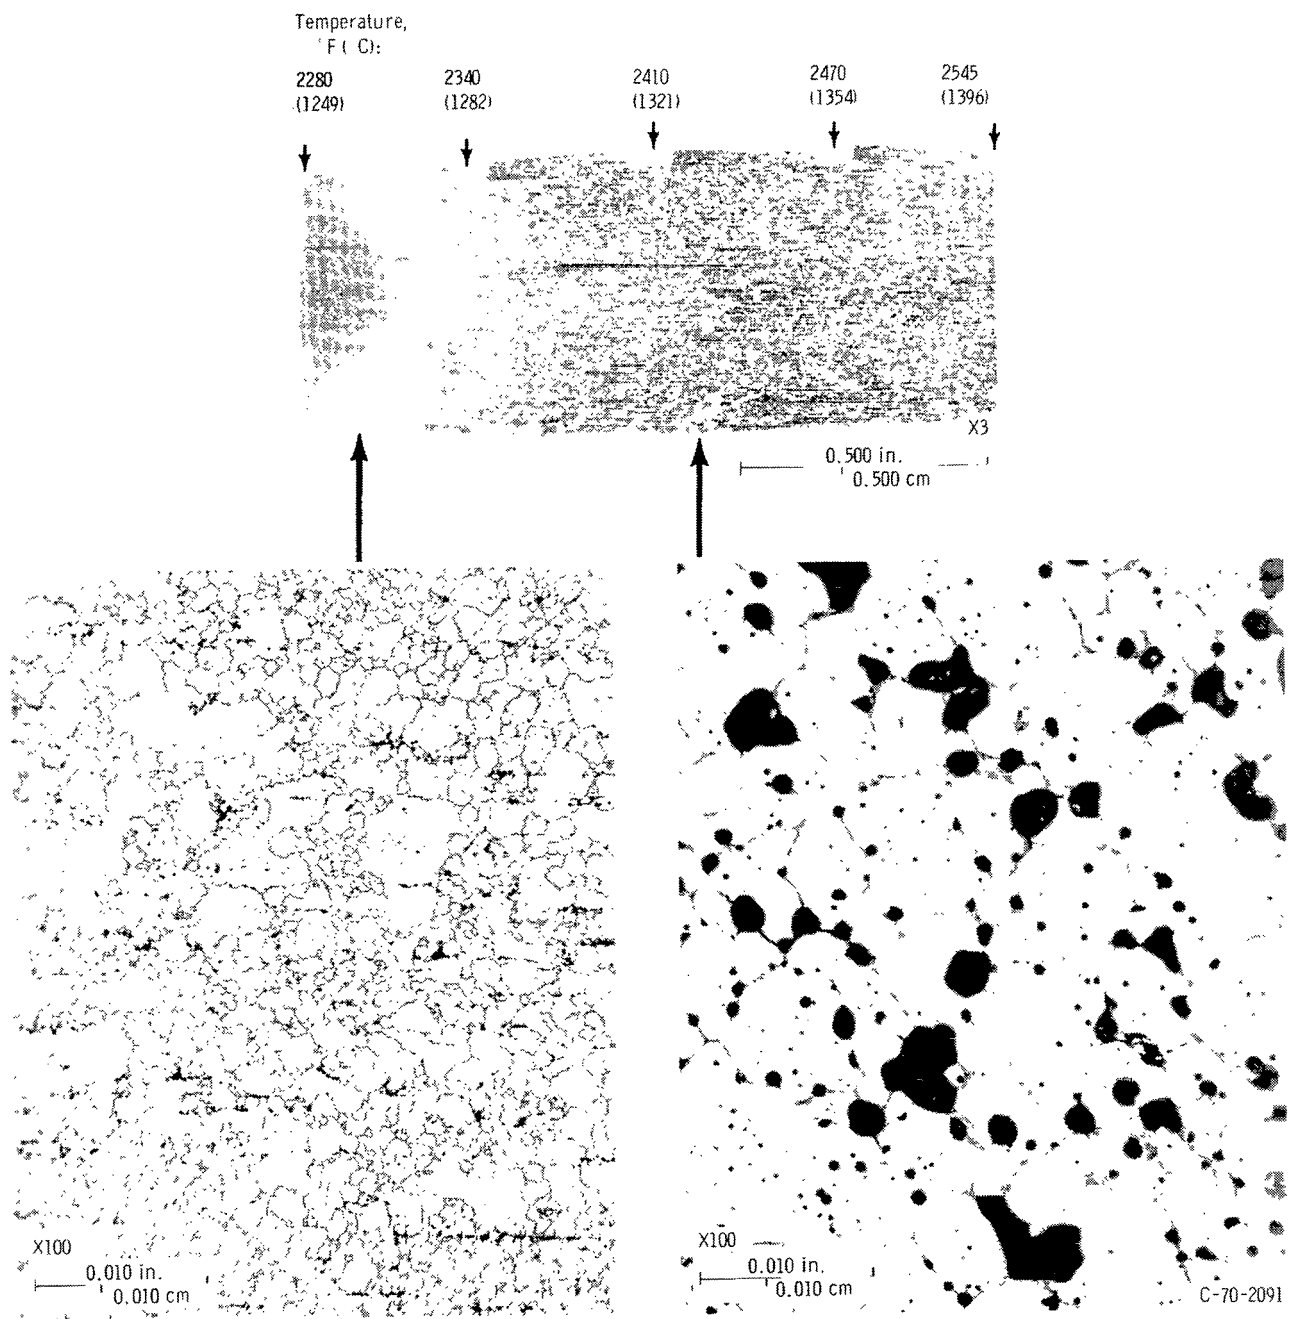 Temperature,
°F ( C):
2280 2340 2410 2470 2545
(1249) (1282) (1321) (1354) (1396)
X3
0.500 in.
0.500 cm
X100
0.010 in.
0.010 cm
X100
0.010 in.
0.010 cm
C-70-2091